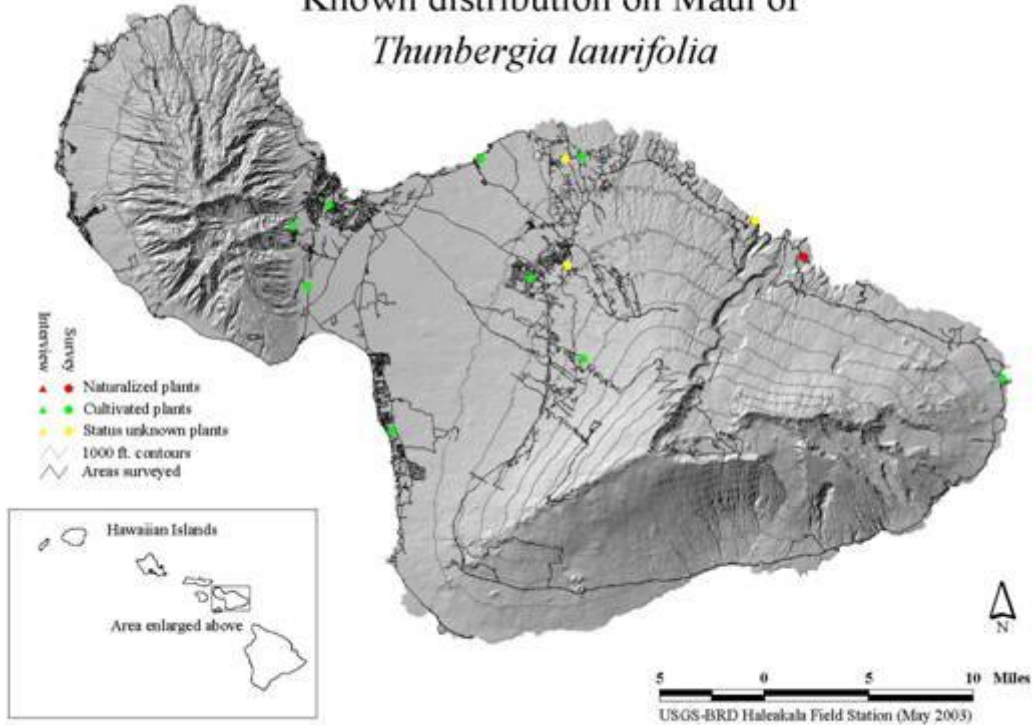 Known distribution on Maui of
Thunbergia laurifolia
Interview
Survey
Naturalized plants
Cultivated plants
Status unknown plants
1000 ft. contours
Areas surveyed
Hawaiian Islands
Area enlarged above
N
5 0 5 10 Miles
USGS-BRD Haleakala Field Station (May 2003)